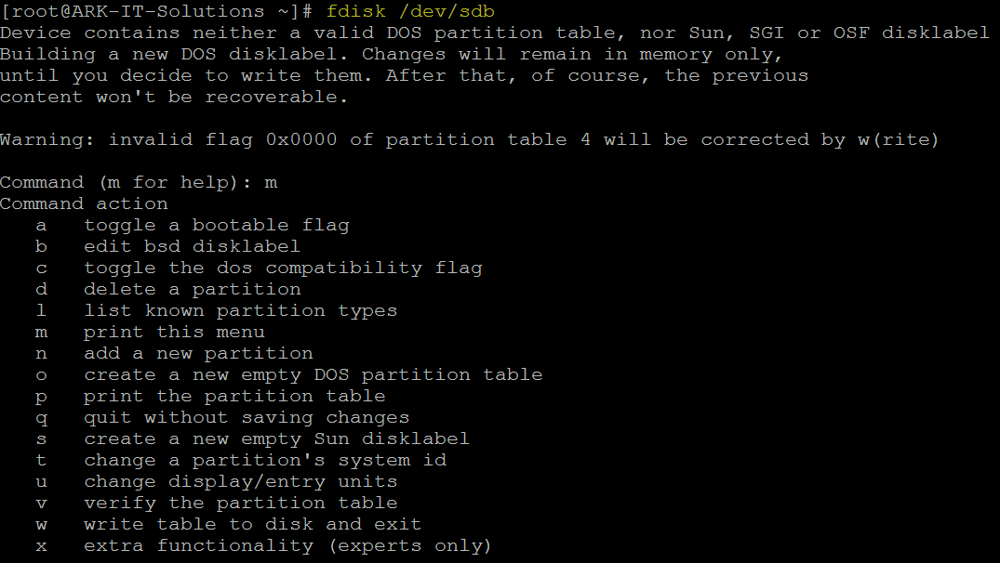 [root@ARK-IT-Solutions ~]# fdisk /dev/sdb
Device contains neither a valid DOS partition table, nor Sun, SGI or OSF disklabel
Building a new DOS disklabel. Changes will remain in memory only,
until you decide to write them. After that, of course, the previous
content won't be recoverable.

Warning: invalid flag 0x0000 of partition table 4 will be corrected by w(rite)

Command (m for help): m
Command action
   a   toggle a bootable flag
   b   edit bsd disklabel
   c   toggle the dos compatibility flag
   d   delete a partition
   l   list known partition types
   m   print this menu
   n   add a new partition
   o   create a new empty DOS partition table
   p   print the partition table
   q   quit without saving changes
   s   create a new empty Sun disklabel
   t   change a partition's system id
   u   change display/entry units
   v   verify the partition table
   w   write table to disk and exit
   x   extra functionality (experts only)